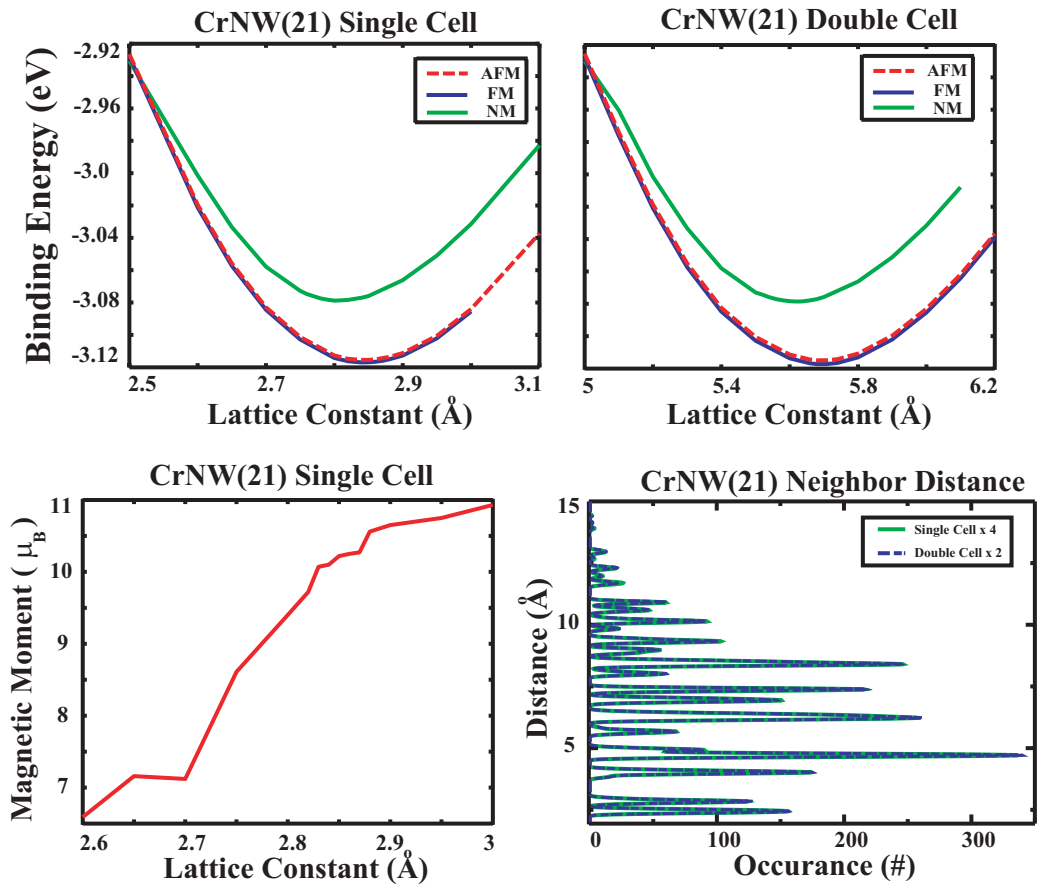 CrNW(21) Single Cell
Binding Energy (eV)
-2.92
-2.96
-3.0
-3.04
-3.08
-3.12
AFM
FM
NM
2.5 2.7 2.9 3.1
Lattice Constant (Å)
CrNW(21) Double Cell
AFM
FM
NM
5 5.4 5.8 6.2
Lattice Constant (Å)
CrNW(21) Single Cell
Magnetic Moment ( μB)
11
10
9
8
7
2.6 2.7 2.8 2.9 3
Lattice Constant (Å)
CrNW(21) Neighbor Distance
Distance (Å)
15
10
5
Single Cell x 4
Double Cell x 2
0 100 200 300
Occurance (#)